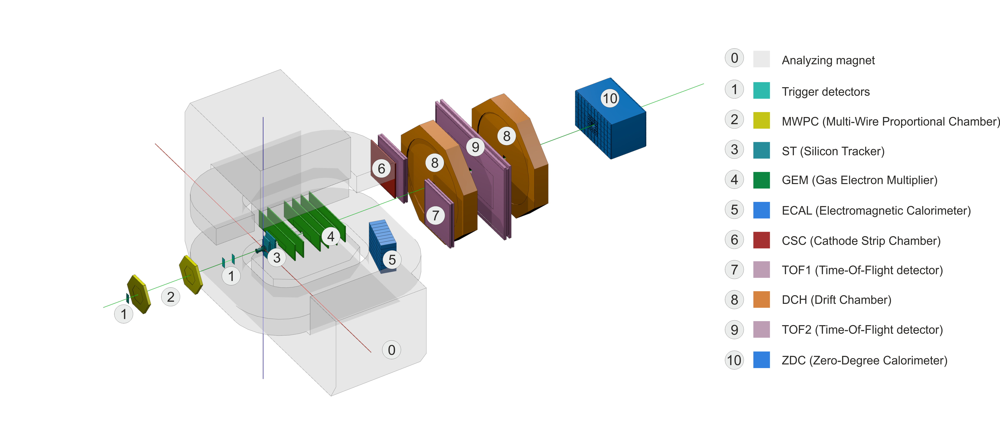 0 Analyzing magnet
1 Trigger detectors
2 MWPC (Multi-Wire Proportional Chamber)
3 ST (Silicon Tracker)
4 GEM (Gas Electron Multiplier)
5 ECAL (Electromagnetic Calorimeter)
6 CSC (Cathode Strip Chamber)
7 TOF1 (Time-Of-Flight detector)
8 DCH (Drift Chamber)
9 TOF2 (Time-Of-Flight detector)
10 ZDC (Zero-Degree Calorimeter)
10
8
9
8
6
7
4
3
5
1
2
1
0